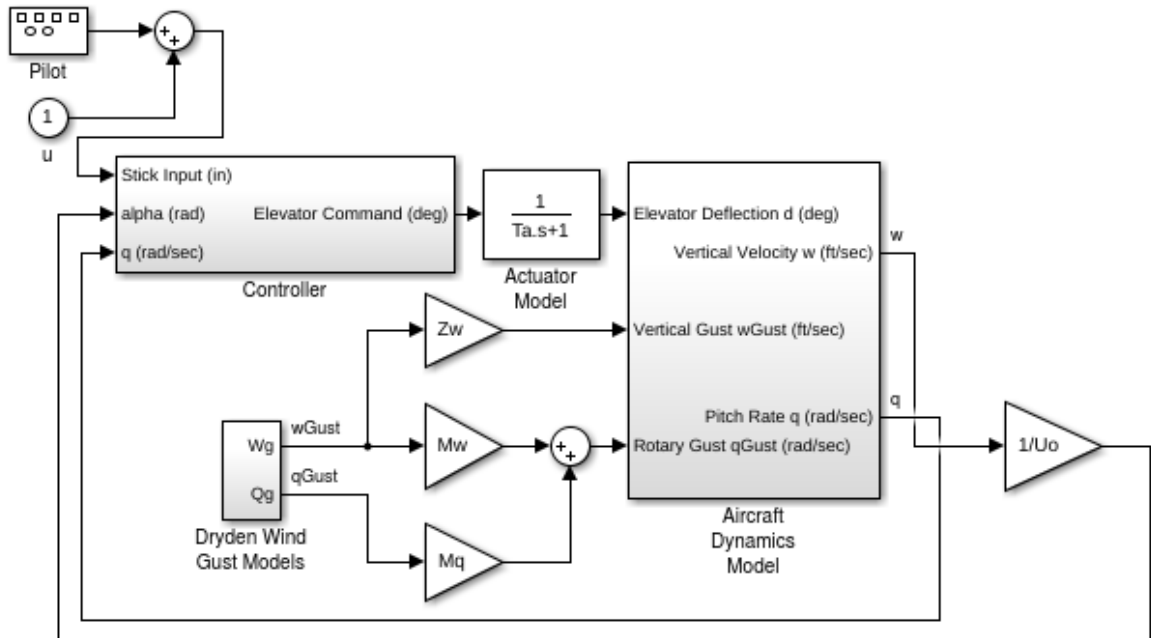 Pilot
1
u
Stick Input (in)
alpha (rad)
Elevator Command (deg)
q (rad/sec)
Controller
1
Ta.s+1
Actuator
Model
Elevator Deflection d (deg)
Vertical Velocity w (ft/sec)
w
Zw
Vertical Gust wGust (ft/sec)
Pitch Rate q (rad/sec)
q
Wg
wGust
Mw
Rotary Gust qGust (rad/sec)
1/Uo
Qg
qGust
Dryden Wind
Gust Models
Mq
Aircraft
Dynamics
Model